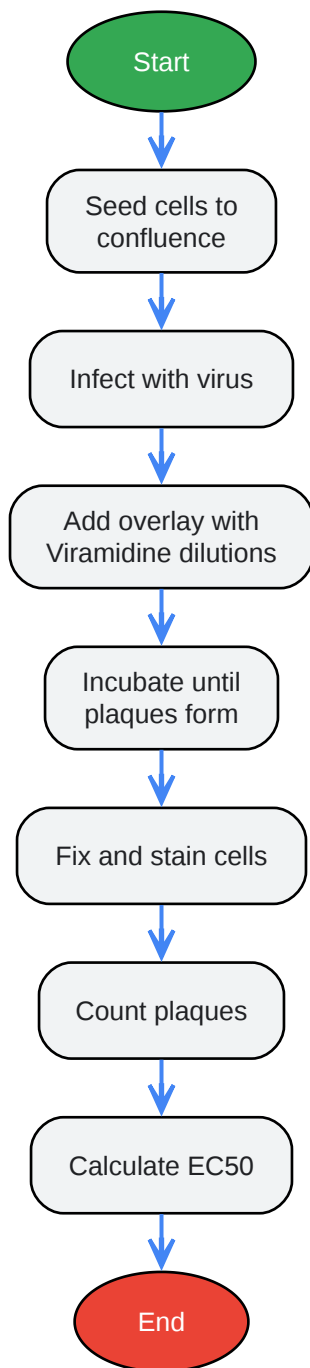 Start
Seed cells to
confluence
Infect with virus
Add overlay with
Viramidine dilutions
Incubate until
plaques form
Fix and stain cells
Count plaques
Calculate EC50
End